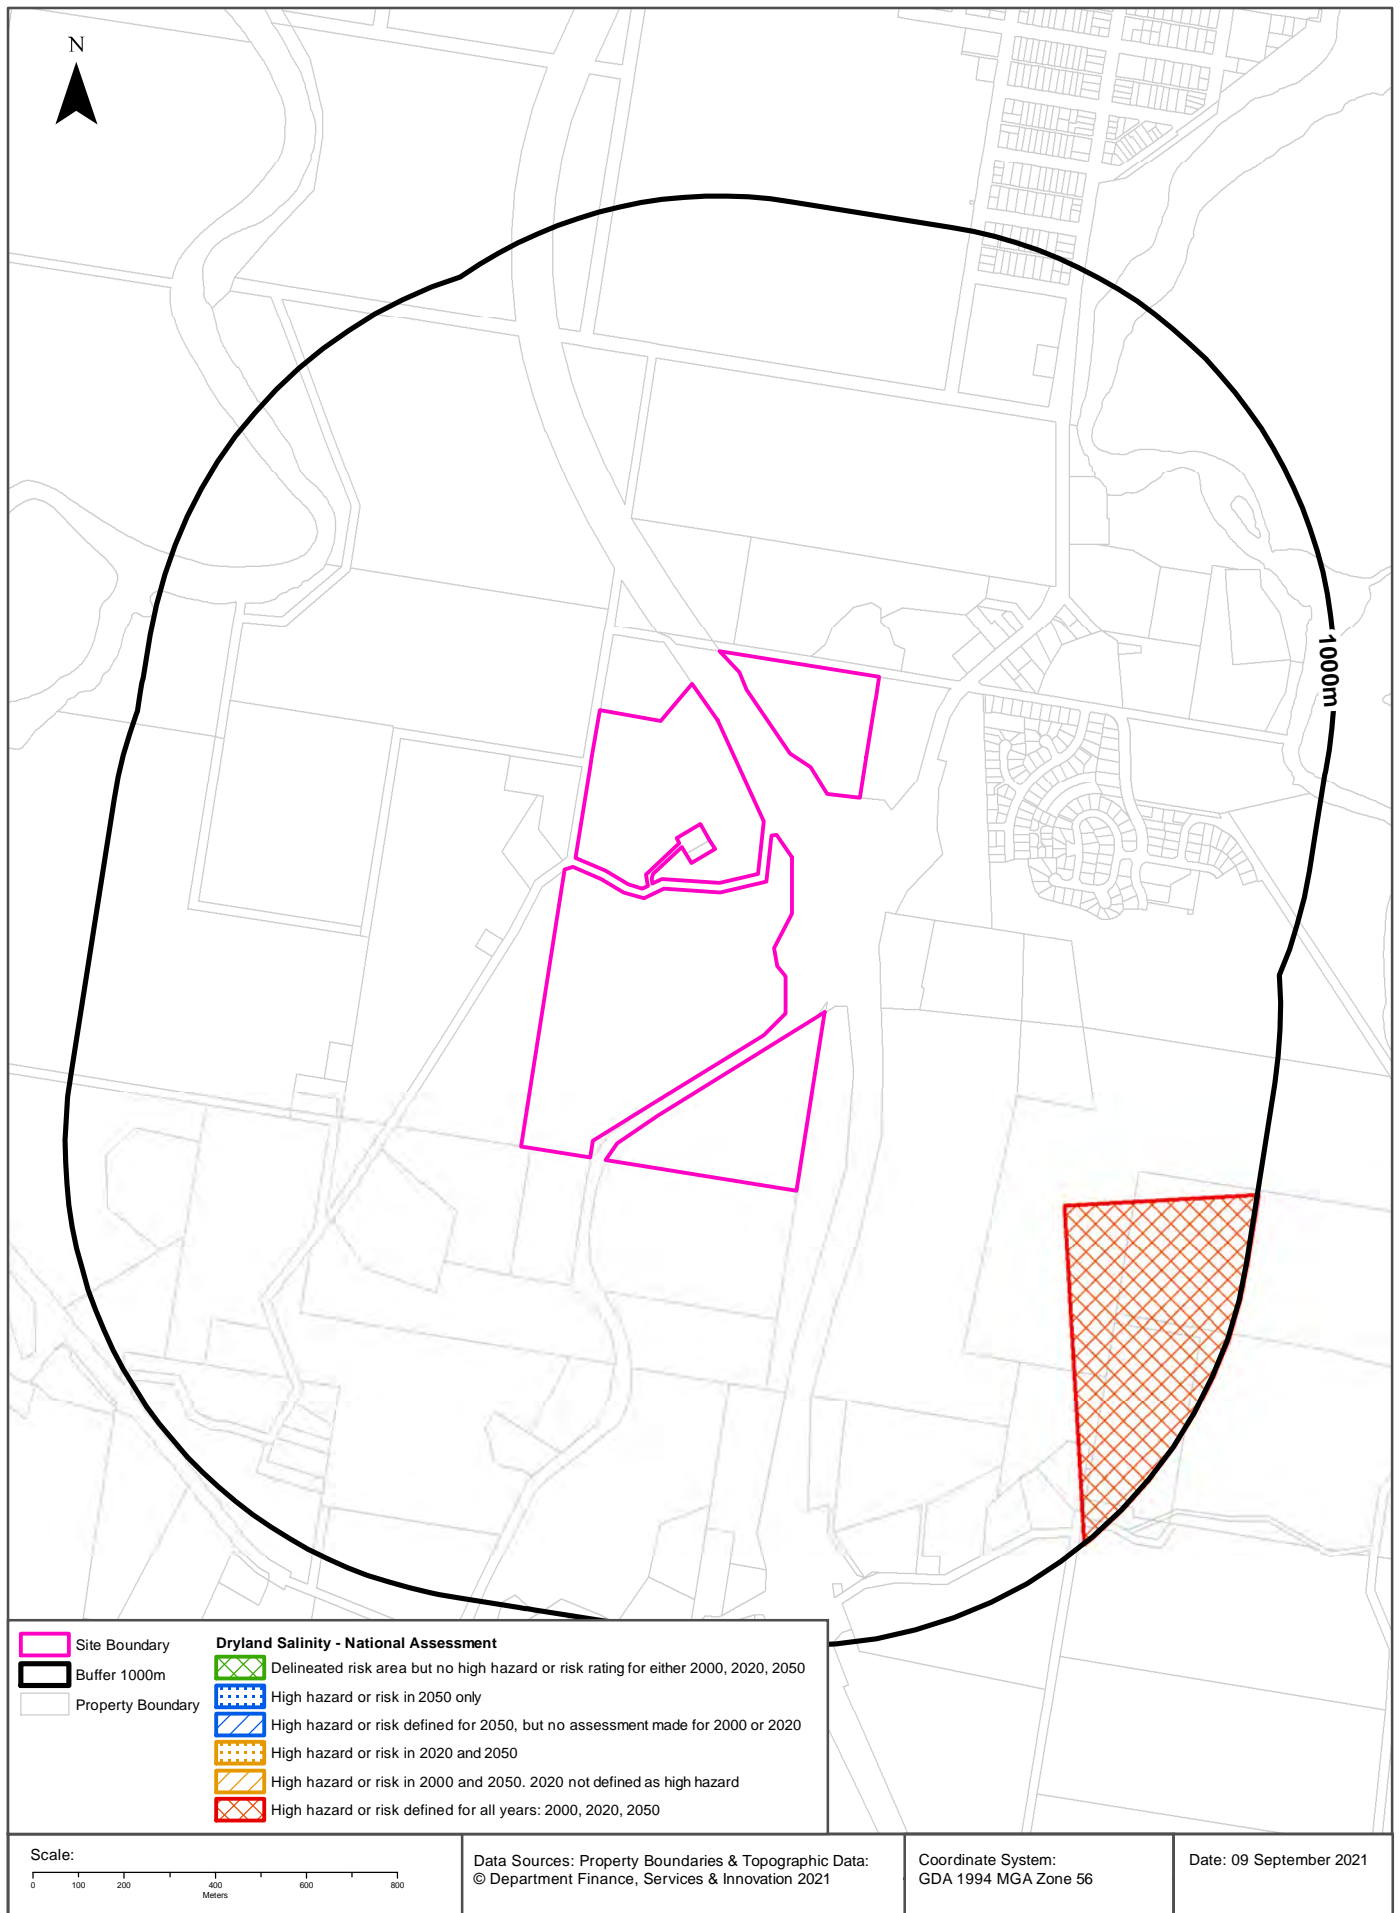 N
1000m
Site Boundary
Buffer 1000m
Property Boundary
Dryland Salinity - National Assessment
Delineated risk area but no high hazard or risk rating for either 2000, 2020, 2050
High hazard or risk in 2050 only
High hazard or risk defined for 2050, but no assessment made for 2000 or 2020
High hazard or risk in 2020 and 2050
High hazard or risk in 2000 and 2050. 2020 not defined as high hazard
High hazard or risk defined for all years: 2000, 2020, 2050
Scale:
0 100 200 400 600 800
Meters
Data Sources: Property Boundaries & Topographic Data:
© Department Finance, Services & Innovation 2021
Coordinate System:
GDA 1994 MGA Zone 56
Date: 09 September 2021